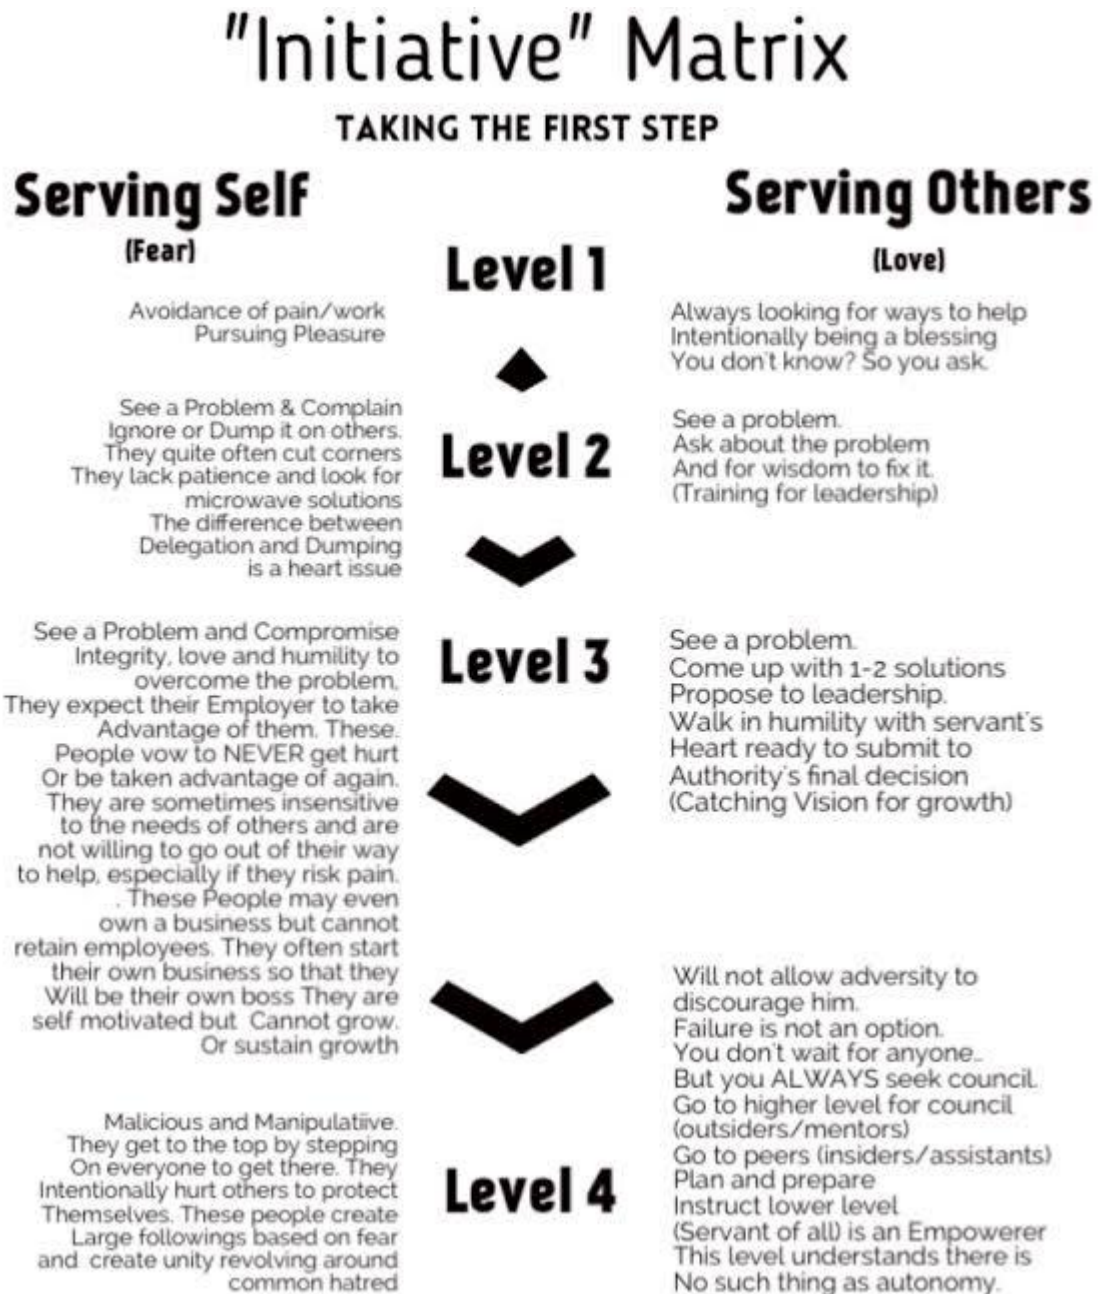 "Initiative" Matrix
TAKING THE FIRST STEP
Serving Self
(Fear)
Serving Others
(Love)
Level 1
Avoidance of pain/work
Pursuing Pleasure
Always looking for ways to help
Intentionally being a blessing
You don't know? So you ask.
Level 2
See a Problem & Complain
Ignore or Dump it on others.
They quite often cut corners
They lack patience and look for
microwave solutions
The difference between
Delegation and Dumping
is a heart issue
See a problem.
Ask about the problem
And for wisdom to fix it.
(Training for leadership)
Level 3
See a Problem and Compromise
Integrity, love and humility to
overcome the problem,
They expect their Employer to take
Advantage of them. These.
People vow to NEVER get hurt
Or be taken advantage of again.
They are sometimes insensitive
to the needs of others and are
not willing to go out of their way
to help, especially if they risk pain.
. These People may even
own a business but cannot
retain employees. They often start
their own business so that they
Will be their own boss They are
self motivated but Cannot grow.
Or sustain growth
See a problem.
Come up with 1-2 solutions
Propose to leadership.
Walk in humility with servant's
Heart ready to submit to
Authority's final decision
(Catching Vision for growth)
Level 4
Malicious and Manipulatiive.
They get to the top by stepping
On everyone to get there. They
Intentionally hurt others to protect
Themselves. These people create
Large followings based on fear
and create unity revolving around
common hatred
Will not allow adversity to
discourage him.
Failure is not an option.
You don't wait for anyone..
But you ALWAYS seek council.
Go to higher level for council
(outsiders/mentors)
Go to peers (insiders/assistants)
Plan and prepare
Instruct lower level
(Servant of all) is an Empowerer
This level understands there is
No such thing as autonomy.